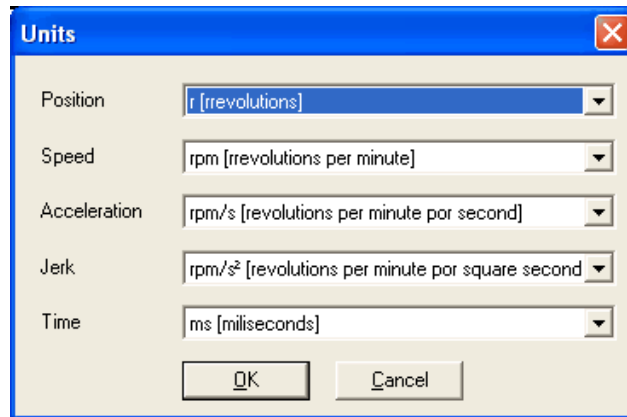 Units
Position r [rrevolutions]
Speed rpm [rrevolutions per minute]
Acceleration rpm/s [revolutions per minute por second]
Jerk rpm/s² [revolutions per minute por square second
Time ms [miliseconds]
OK Cancel